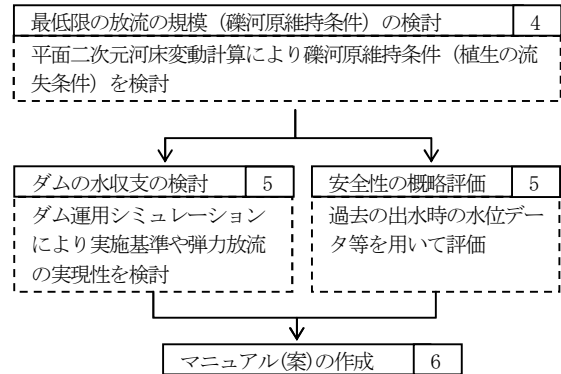 最低限の放流の規模（礫河原維持条件）の検討 4
平面二次元河床変動計算により礫河原維持条件（植生の流
失条件）を検討
ダムの水収支の検討 5
ダム運用シミュレーション
により実施基準や弾力放流
の実現性を検討
安全性の概略評価 5
過去の出水時の水位デー
タ等を用いて評価
マニュアル(案)の作成 6